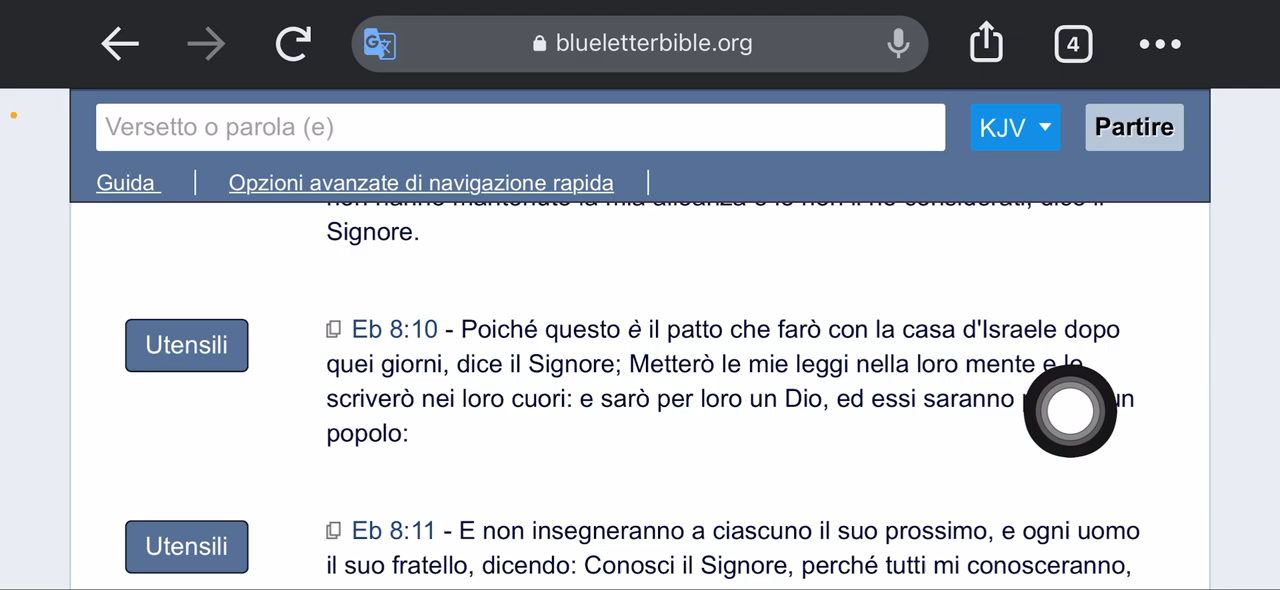 blueletterbible.org
4
Versetto o parola (e)
KJV
Partire
Guida
Opzioni avanzate di navigazione rapida
Signore.
Utensili
Eb 8:10 - Poiché questo è il patto che farò con la casa d'Israele dopo
quei giorni, dice il Signore; Metterò le mie leggi nella loro mente e le
scriverò nei loro cuori: e sarò per loro un Dio, ed essi saranno un
popolo:
Utensili
Eb 8:11 - E non insegneranno a ciascuno il suo prossimo, e ogni uomo
il suo fratello, dicendo: Conosci il Signore, perché tutti mi conosceranno,